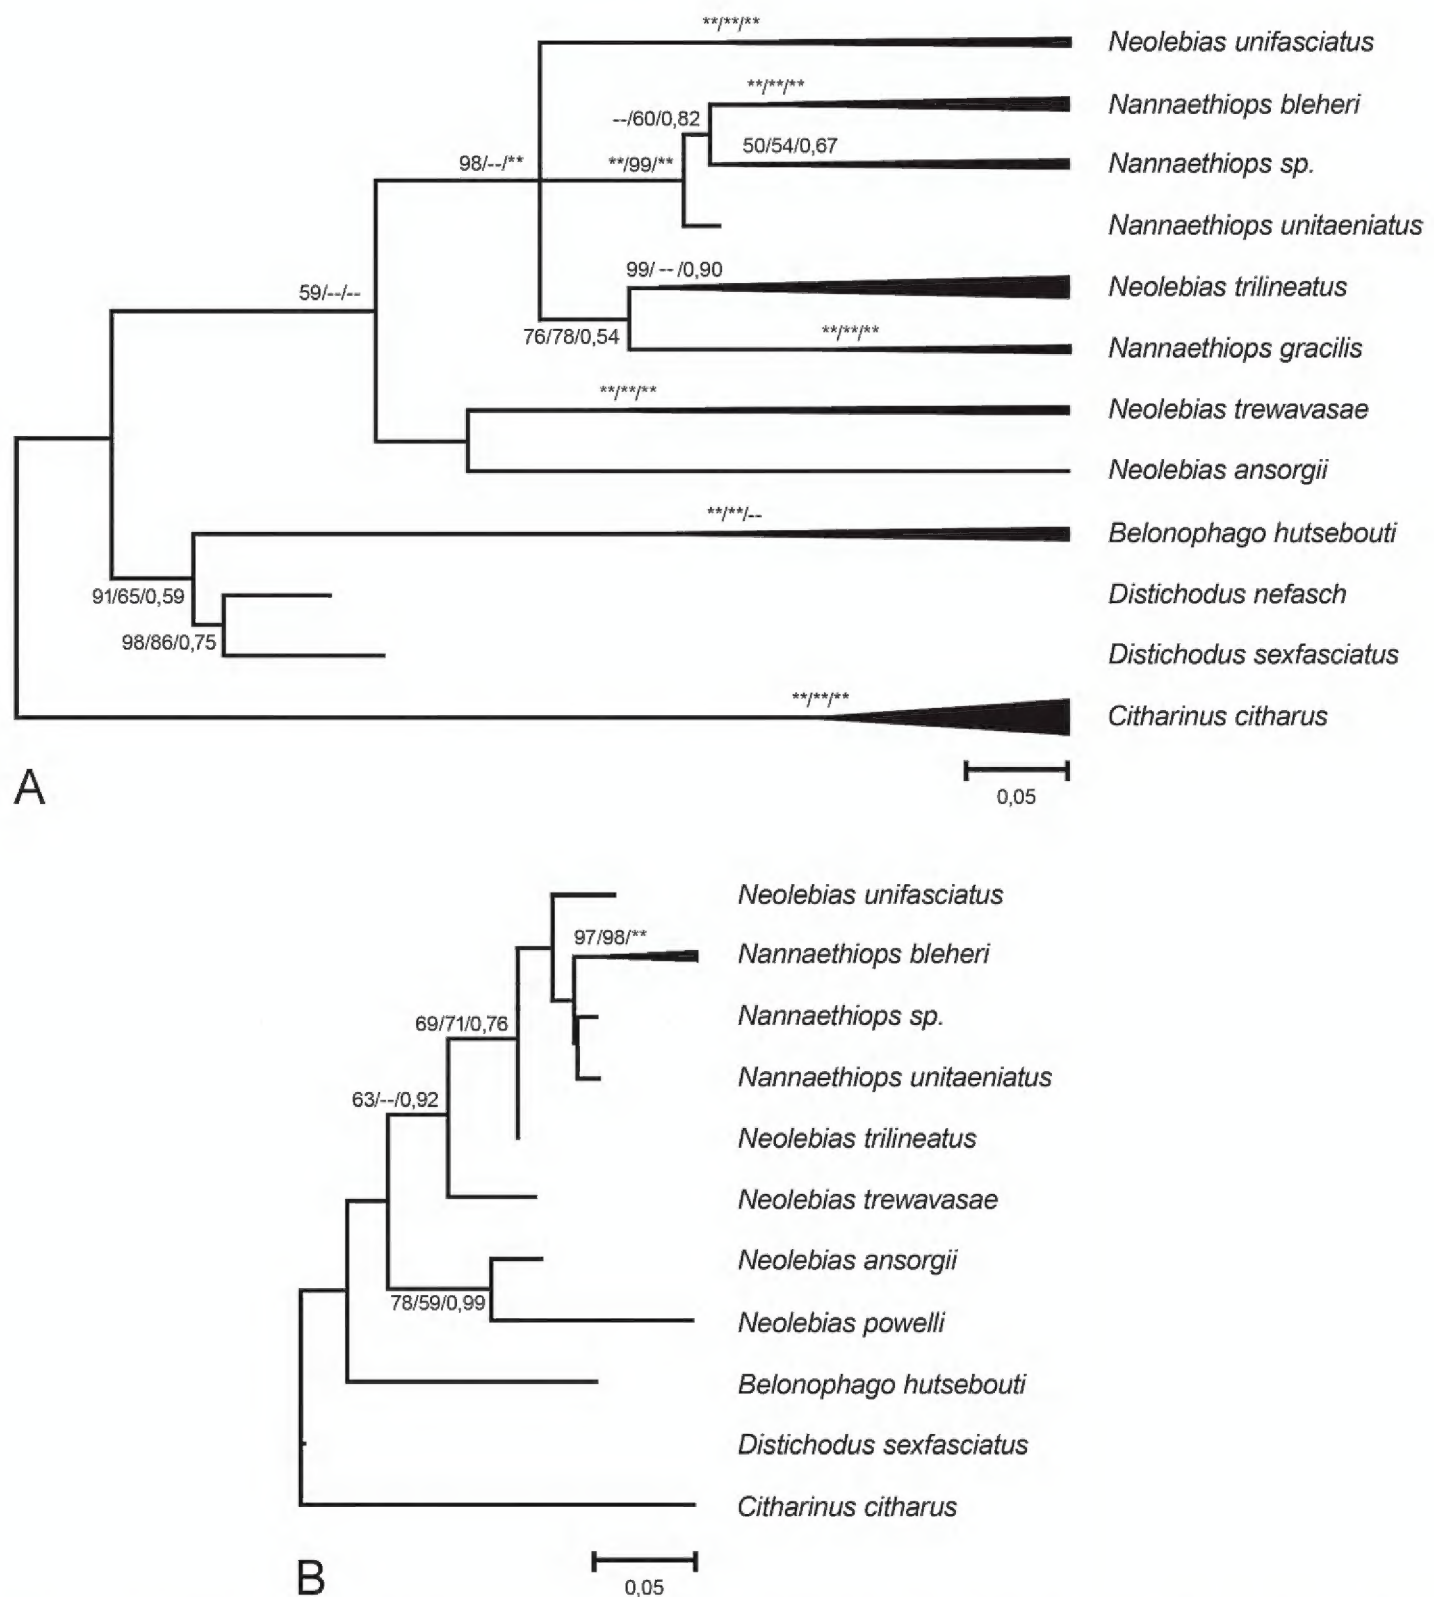 **/**/**
Neolebias unifasciatus
**/**/**
Nannaethiops bleheri
--/60/0,82
50/54/0,67
Nannaethiops sp.
98/--/**
**/99/**
Nannaethiops unitaeniatus
99/ -- /0,90
Neolebias trilineatus
59/--/--
76/78/0,54
**/**/**
Nannaethiops gracilis
**/**/**
Neolebias trewavasae
Neolebias ansorgii
**/**/--
Belonophago hutsebouti
91/65/0,59
Distichodus nefasch
98/86/0,75
Distichodus sexfasciatus
**/**/**
Citharinus citharus
A
0,05
Neolebias unifasciatus
97/98/**
Nannaethiops bleheri
69/71/0,76
Nannaethiops sp.
Nannaethiops unitaeniatus
63/--/0,92
Neolebias trilineatus
Neolebias trewavasae
Neolebias ansorgii
78/59/0,99
Neolebias powelli
Belonophago hutsebouti
Distichodus sexfasciatus
Citharinus citharus
B
0,05